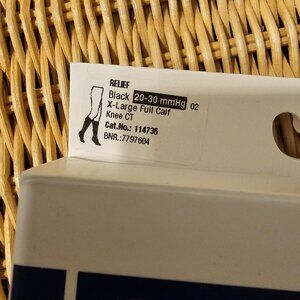 RELIEF
Black 20-30 mmHg 02
X-Large Full Calf
Knee CT
Cat.No.: 114735
BNR.:7797604